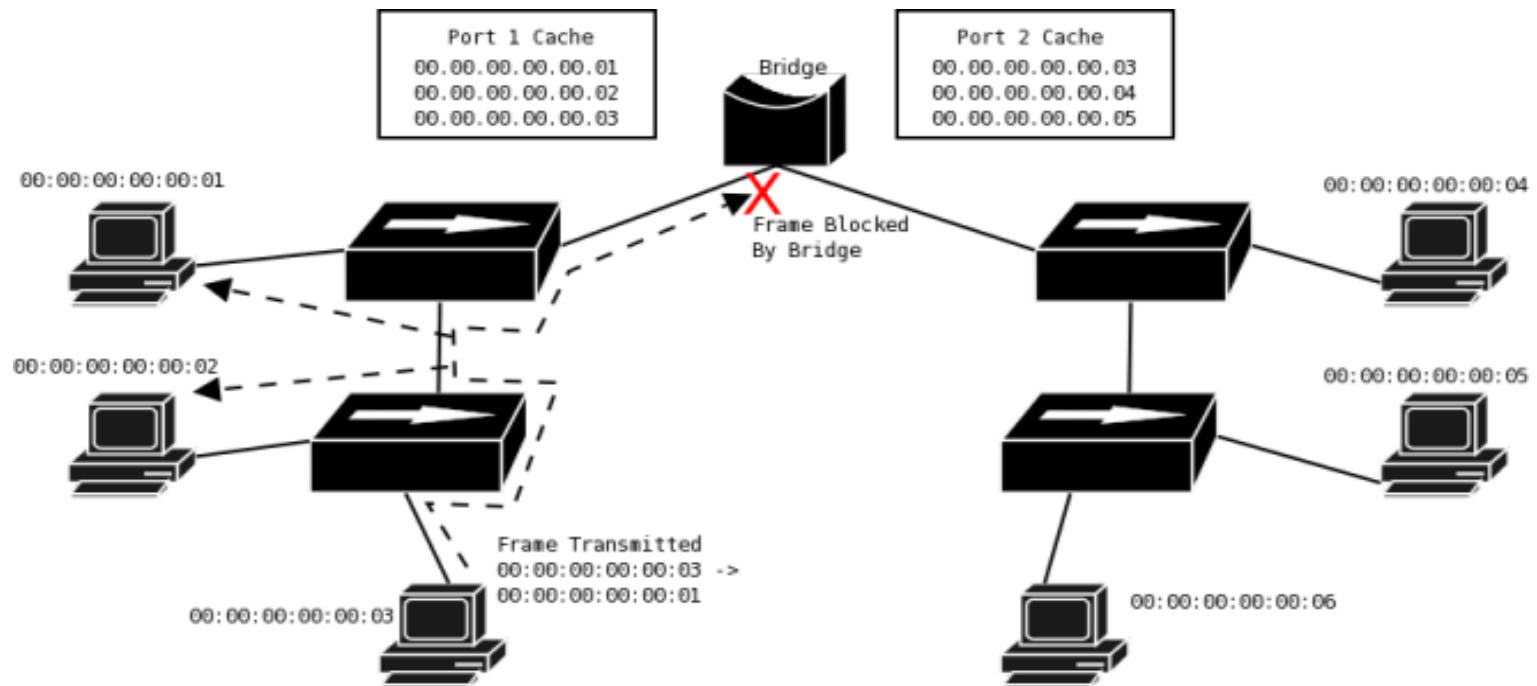 Port 1 Cache
00.00.00.00.00.01
00.00.00.00.00.02
00.00.00.00.00.03
Bridge
Port 2 Cache
00.00.00.00.00.03
00.00.00.00.00.04
00.00.00.00.00.05
00:00:00:00:00:01
00:00:00:00:00:04
Frame Blocked
By Bridge
00:00:00:00:00:02
00:00:00:00:00:05
Frame Transmitted
00:00:00:00:00:03 ->
00:00:00:00:00:01
00:00:00:00:00:03
00:00:00:00:00:06